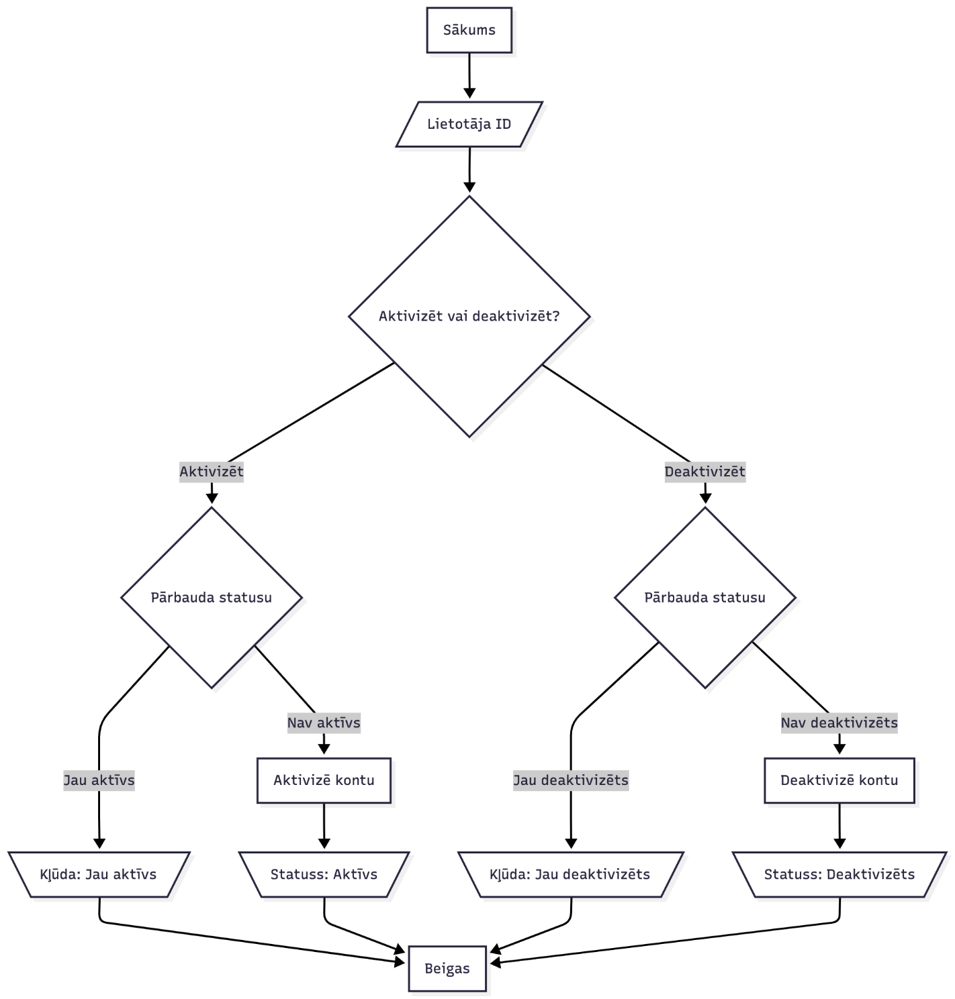 Sākums
Lietotāja ID
Aktivizēt vai deaktivizēt?
Aktivizēt
Deaktivizēt
Pārbauda statusu
Pārbauda statusu
Nav aktīvs
Nav deaktivizēts
Jau aktīvs
Aktivizē kontu
Jau deaktivizēts
Deaktivizē kontu
Kļūda: Jau aktīvs
Statuss: Aktīvs
Kļūda: Jau deaktivizēts
Statuss: Deaktivizēts
Beigas